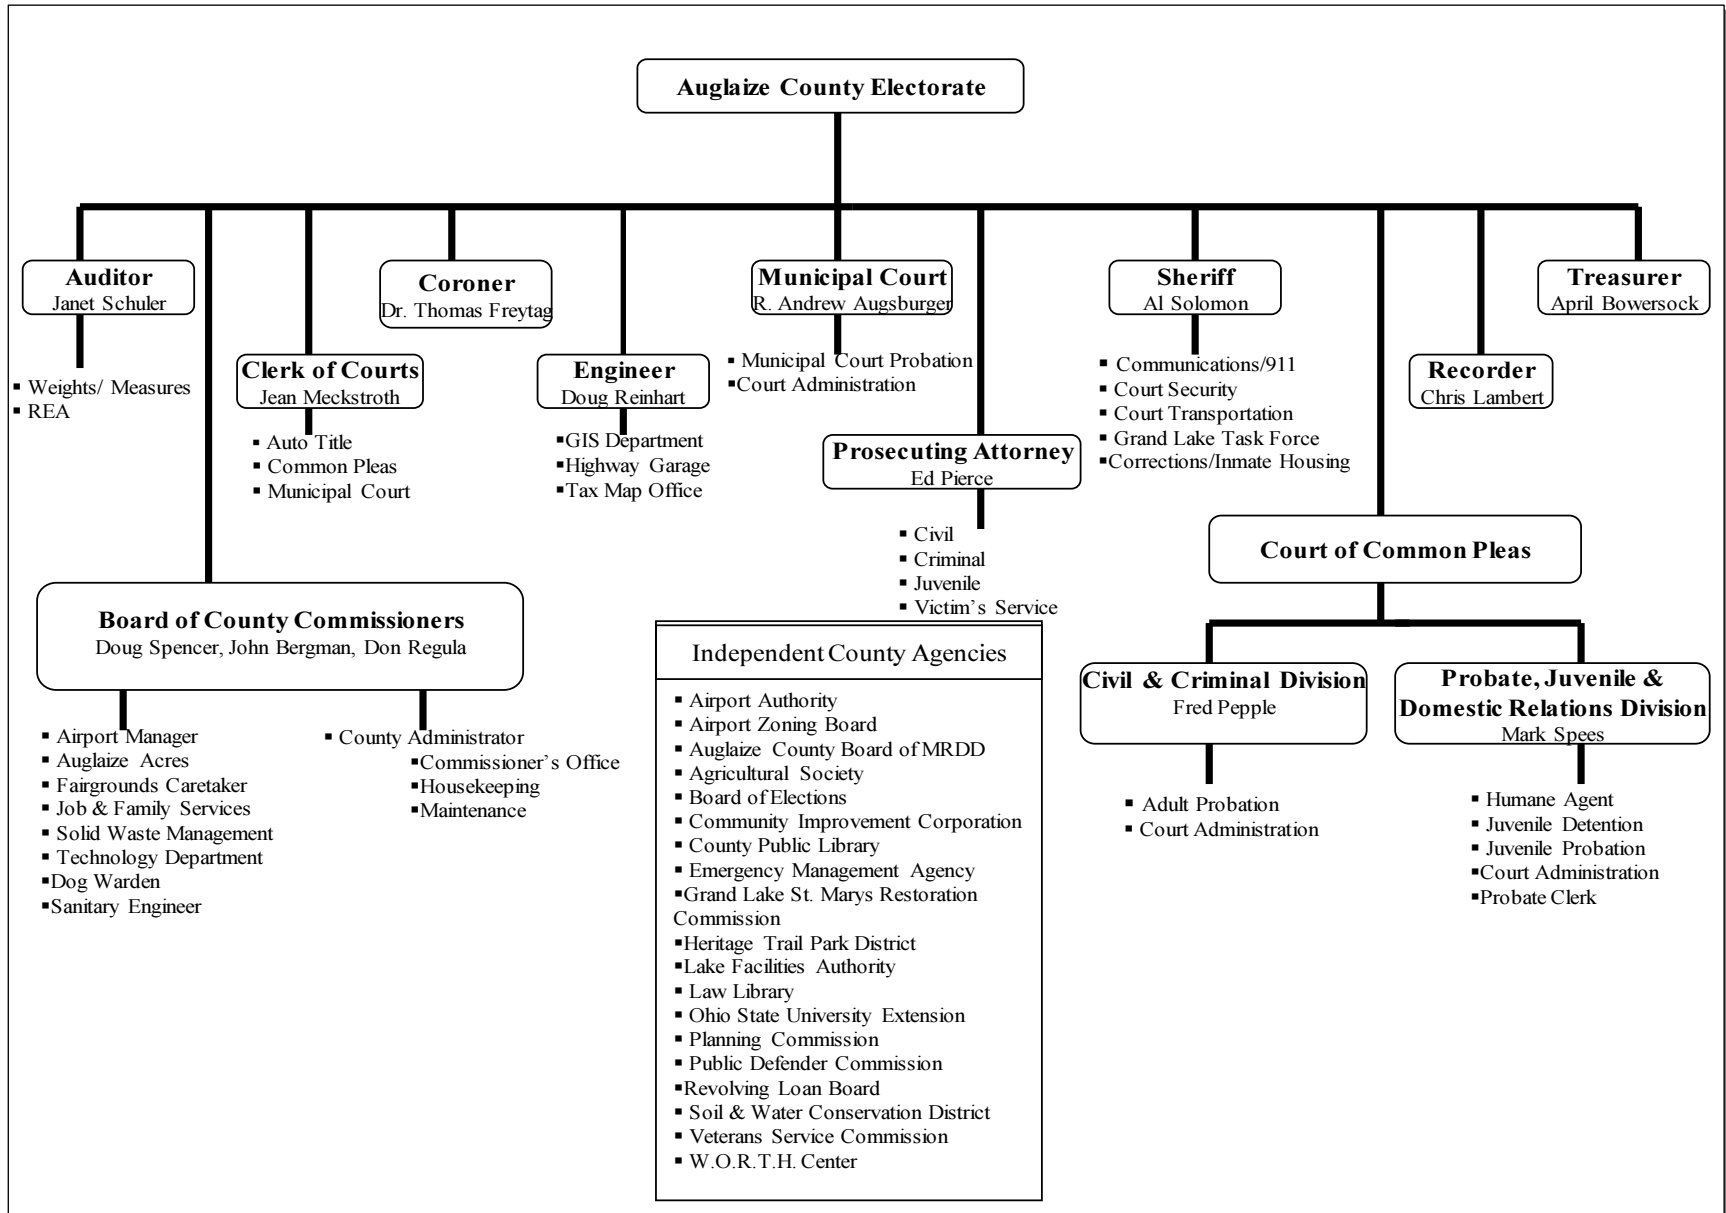 Auglaize County Electorate
Auditor
Janet Schuler
▪ Weights/ Measures
▪ REA
Coroner
Dr. Thomas Freytag
Municipal Court
R. Andrew Augsburger
▪ Municipal Court Probation
▪Court Administration
Sheriff
Al Solomon
▪ Communications/911
▪ Court Security
▪ Court Transportation
▪ Grand Lake Task Force
▪Corrections/Inmate Housing
Treasurer
April Bowersock
Clerk of Courts
Jean Meckstroth
▪ Auto Title
▪ Common Pleas
▪ Municipal Court
Engineer
Doug Reinhart
▪GIS Department
▪Highway Garage
▪Tax Map Office
Recorder
Chris Lambert
Prosecuting Attorney
Ed Pierce
▪ Civil
▪ Criminal
▪ Juvenile
▪ Victim's Service
Court of Common Pleas
Board of County Commissioners
Doug Spencer, John Bergman, Don Regula
▪ Airport Manager
▪ Auglaize Acres
▪ Fairgrounds Caretaker
▪ Job & Family Services
▪ Solid Waste Management
▪ Technology Department
▪Dog Warden
▪Sanitary Engineer
▪ County Administrator
▪Commissioner's Office
▪Housekeeping
▪Maintenance
Independent County Agencies
▪ Airport Authority
▪ Airport Zoning Board
▪ Auglaize County Board of MRDD
▪ Agricultural Society
▪ Board of Elections
▪ Community Improvement Corporation
▪ County Public Library
▪ Emergency Management Agency
▪Grand Lake St. Marys Restoration
Commission
▪Heritage Trail Park District
▪Lake Facilities Authority
▪ Law Library
▪ Ohio State University Extension
▪ Planning Commission
▪ Public Defender Commission
▪Revolving Loan Board
▪ Soil & Water Conservation District
▪ Veterans Service Commission
▪ W.O.R.T.H. Center
Civil & Criminal Division
Fred Pepple
▪ Adult Probation
▪ Court Administration
Probate, Juvenile &
Domestic Relations Division
Mark Spees
▪ Humane Agent
▪ Juvenile Detention
▪ Juvenile Probation
▪Court Administration
▪Probate Clerk